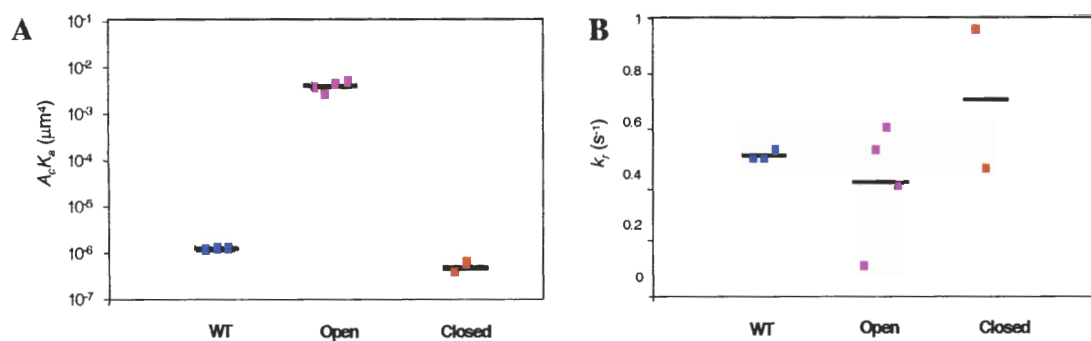 A
10⁻¹
10⁻²
10⁻³
10⁻⁴
10⁻⁵
10⁻⁶
10⁻⁷
AcKa (μm⁴)
WT Open Closed
B
1
0.8
0.6
0.4
0.2
0
kr (s⁻¹)
WT Open Closed